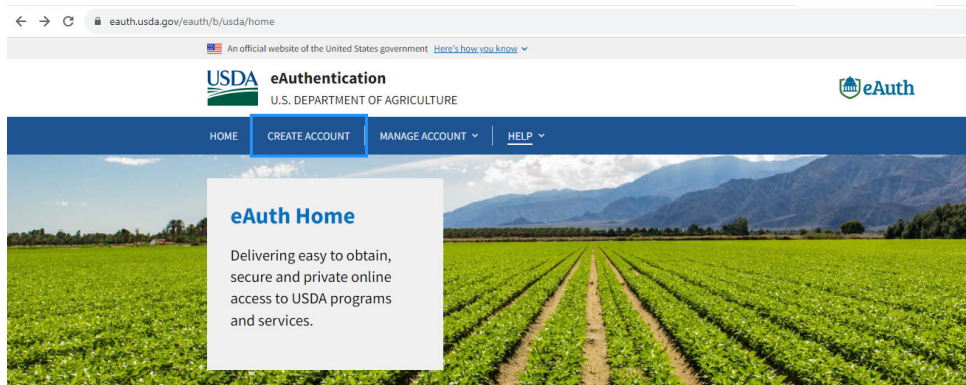 eauth.usda.gov/eauth/b/usda/home
An official website of the United States government Here's how you know
USDA eAuthentication
U.S. DEPARTMENT OF AGRICULTURE
eAuth
HOME CREATE ACCOUNT MANAGE ACCOUNT HELP
eAuth Home
Delivering easy to obtain,
secure and private online
access to USDA programs
and services.